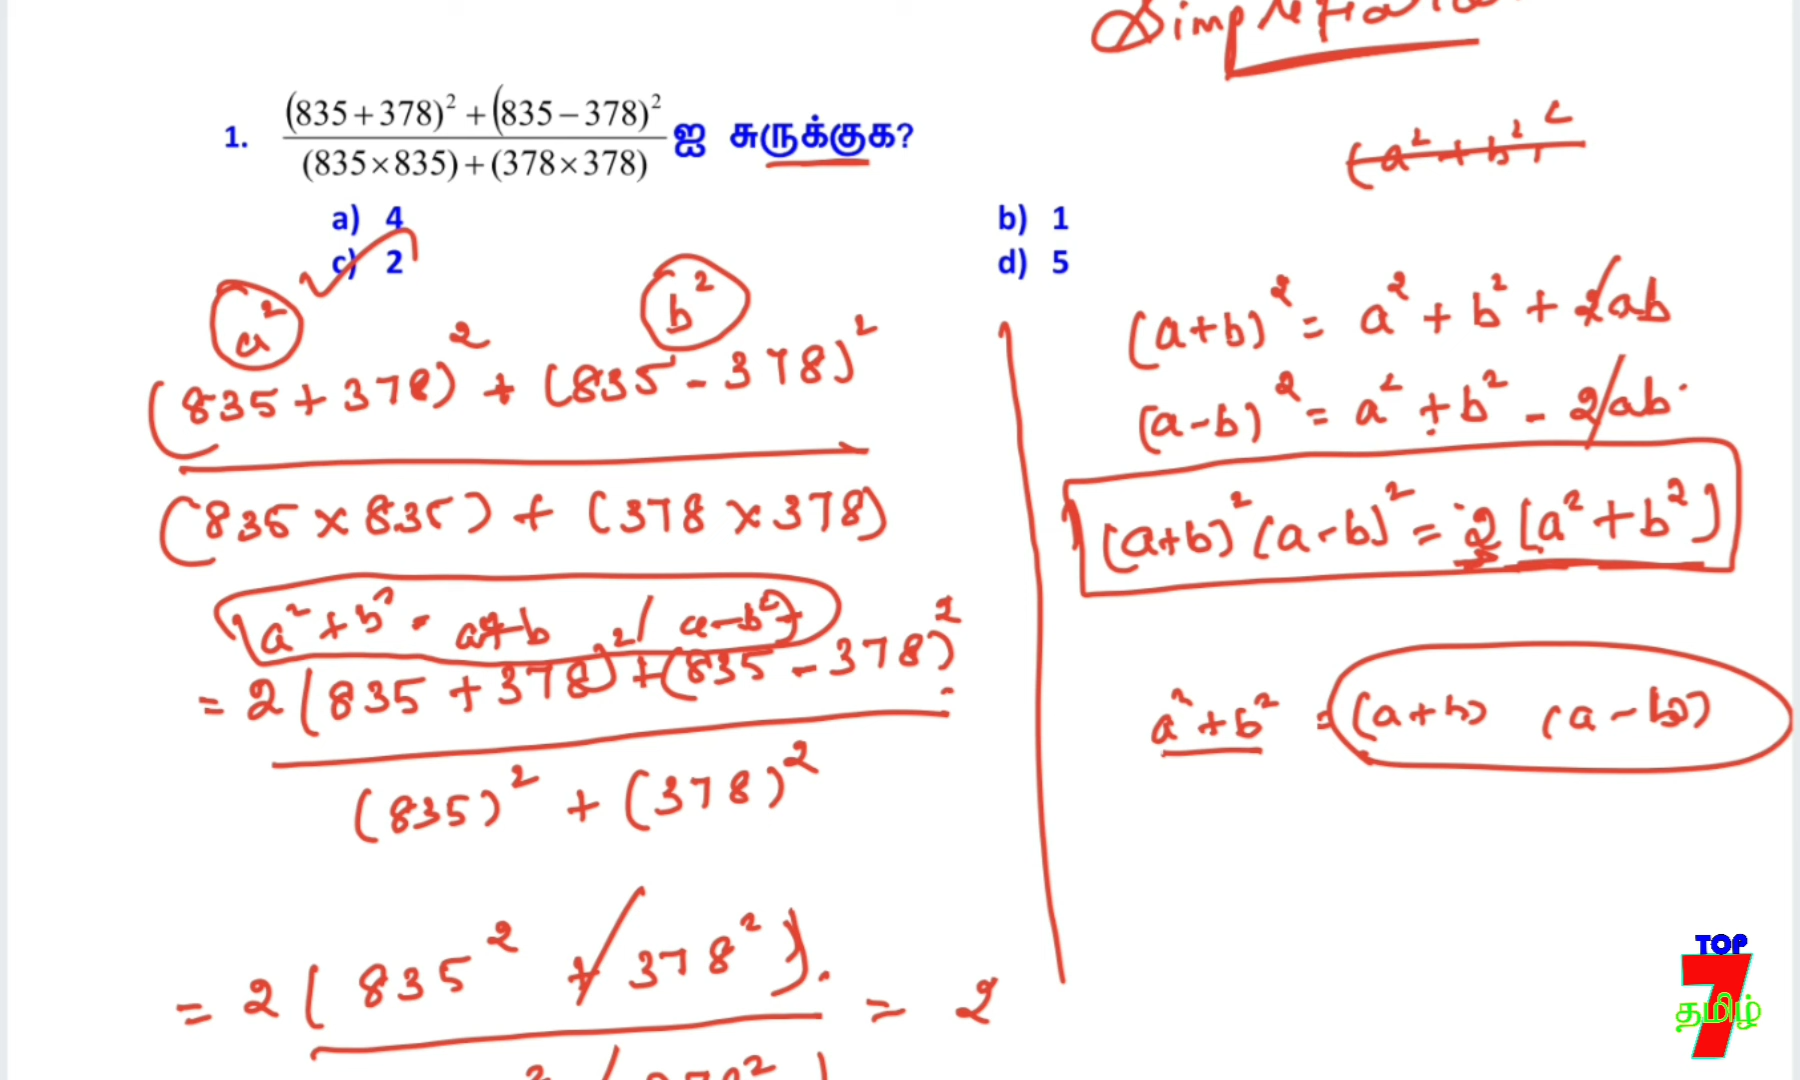 1. (835+378)² + (835−378)² / (835×835)+(378×378) ஐ சுருக்குக?
a) 4
b) 1
c) 2
d) 5
(a² + b²
a²
b²
(835+378)² + (835-378)²
(835 × 835) + (378 × 378)
= 2 (835 + 378)² + (835 - 378)²
(835)² + (378)²
= 2 (835² + 378²) = 2
(a+b)² = a² + b² + 2ab
(a-b)² = a² + b² - 2ab
(a+b)² (a-b)² = 2 [a² + b²]
a² + b² = (a+b) (a-b)
TOP
7
தமிழ்